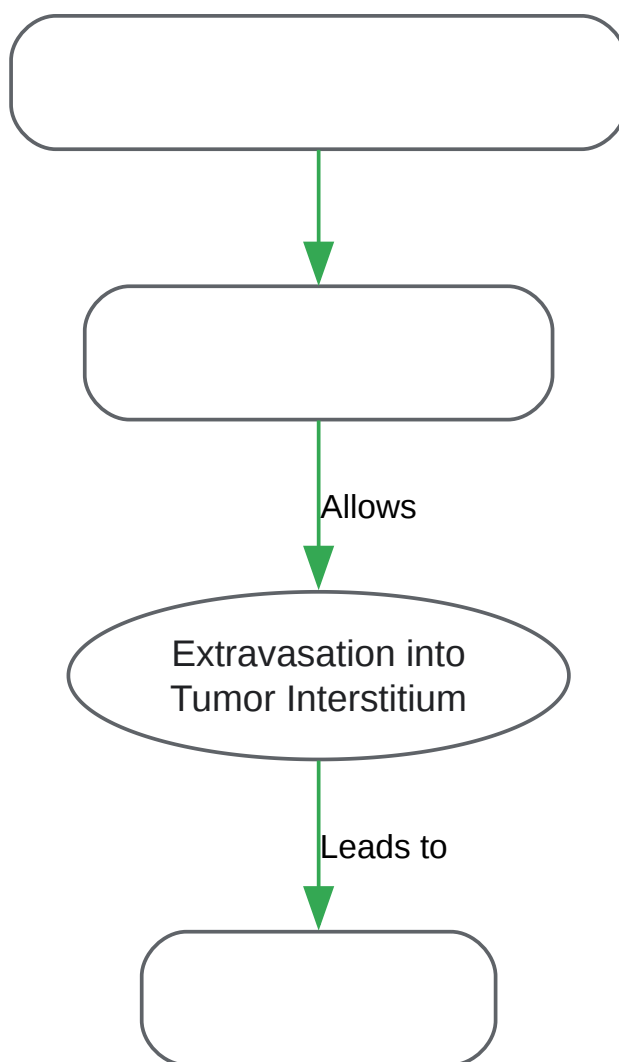 Allows
Extravasation into
Tumor Interstitium
Leads to